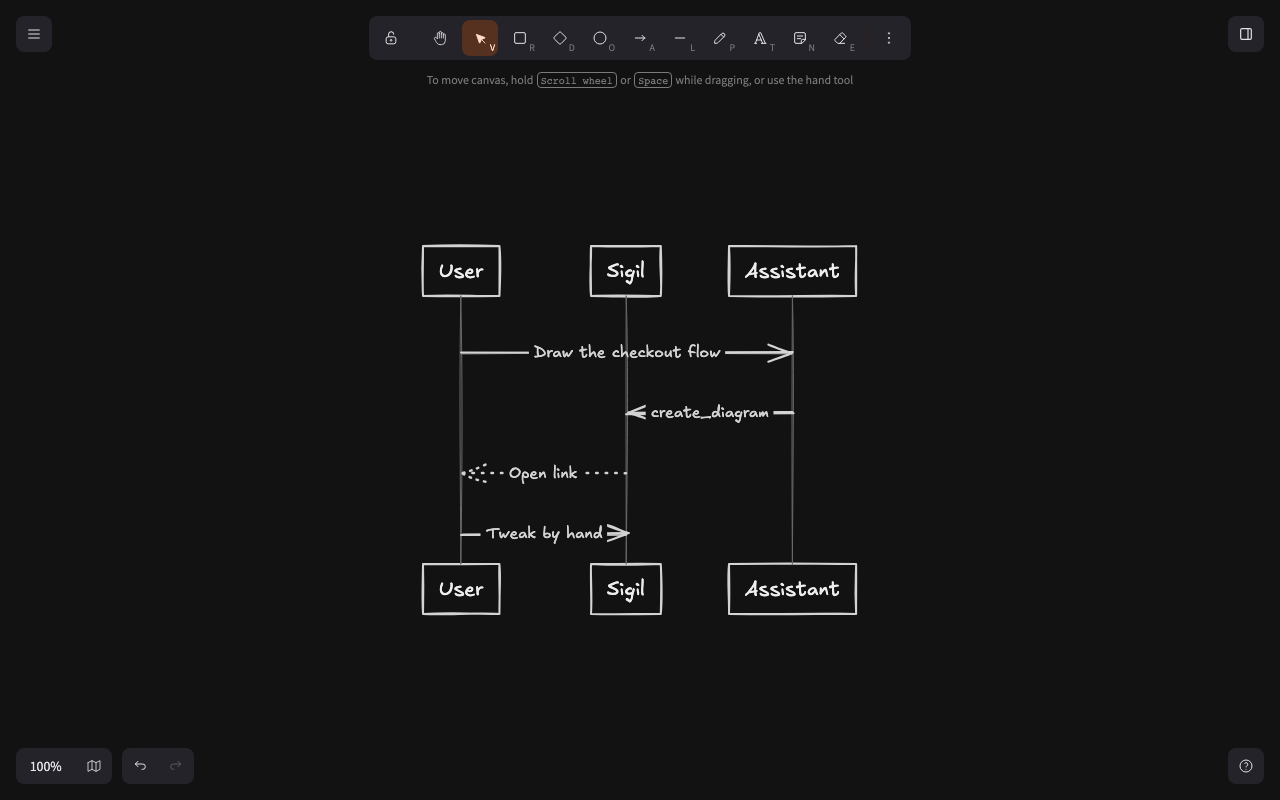 V
R
D
O
A
L
P
T
N
E
To move canvas, hold Scroll wheel or Space while dragging, or use the hand tool
User
Sigil
Assistant
Draw the checkout flow
create_diagram
Open link
Tweak by hand
User
Sigil
Assistant
100%